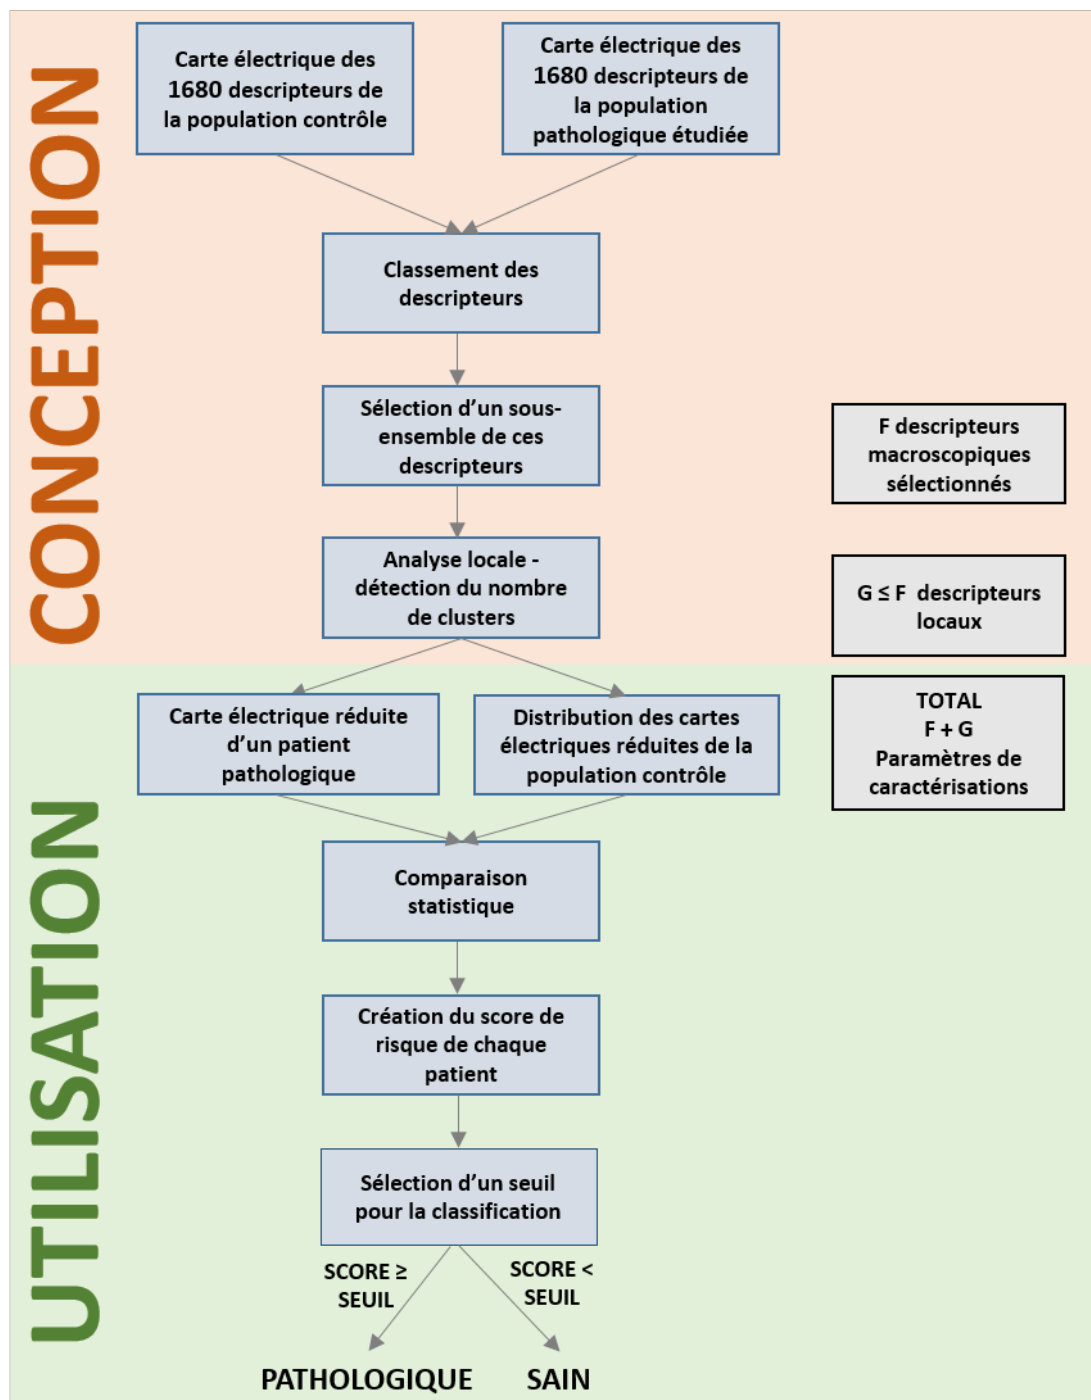 CONCEPTION
Carte électrique des
1680 descripteurs de
la population contrôle
Carte électrique des
1680 descripteurs de
la population
pathologique étudiée
Classement des
descripteurs
Sélection d'un sous-
ensemble de ces
descripteurs
F descripteurs
macroscopiques
sélectionnés
Analyse locale -
détection du nombre
de clusters
G ≤ F descripteurs
locaux
UTILISATION
Carte électrique réduite
d'un patient
pathologique
Distribution des cartes
électriques réduites de la
population contrôle
TOTAL
F + G
Paramètres de
caractérisations
Comparaison
statistique
Création du score de
risque de chaque
patient
Sélection d'un seuil
pour la classification
SCORE ≥
SEUIL
SCORE <
SEUIL
PATHOLOGIQUE
SAIN